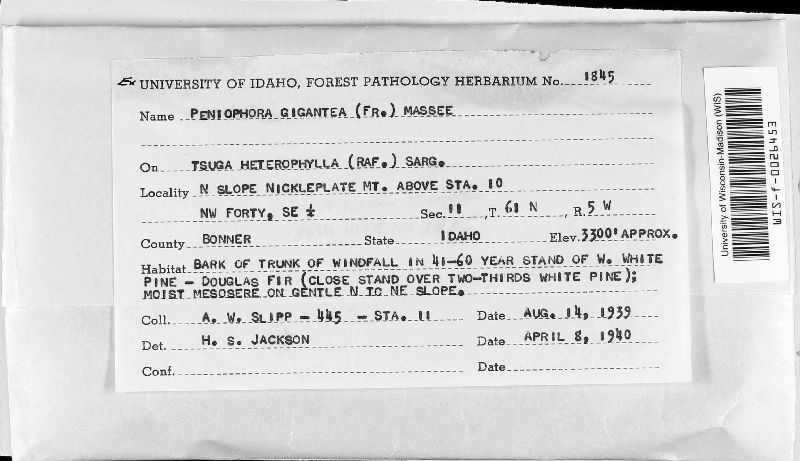 Ex UNIVERSITY OF IDAHO, FOREST PATHOLOGY HERBARIUM No. 1845
Name PENIOPHORA GIGANTEA (FR.) MASSEE
On TSUGA HETEROPHYLLA (RAF.) SARG.
Locality N SLOPE NICKLEPLATE MT. ABOVE STA. 10
NW FORTY, SE ¼ Sec. 11, T. 61 N, R. 5 W
County BONNER State IDAHO Elev. 3300' APPROX.
Habitat BARK OF TRUNK OF WINDFALL IN 41-60 YEAR STAND OF W. WHITE
PINE - DOUGLAS FIR (CLOSE STAND OVER TWO-THIRDS WHITE PINE);
MOIST MESOSERE ON GENTLE N TO NE SLOPE.
Coll. A. W. SLIPP - 445 - STA. 11 Date AUG. 14, 1939
Det. H. S. JACKSON Date APRIL 8, 1940
Conf. Date
University of Wisconsin-Madison (WIS)
WIS-f-0029453